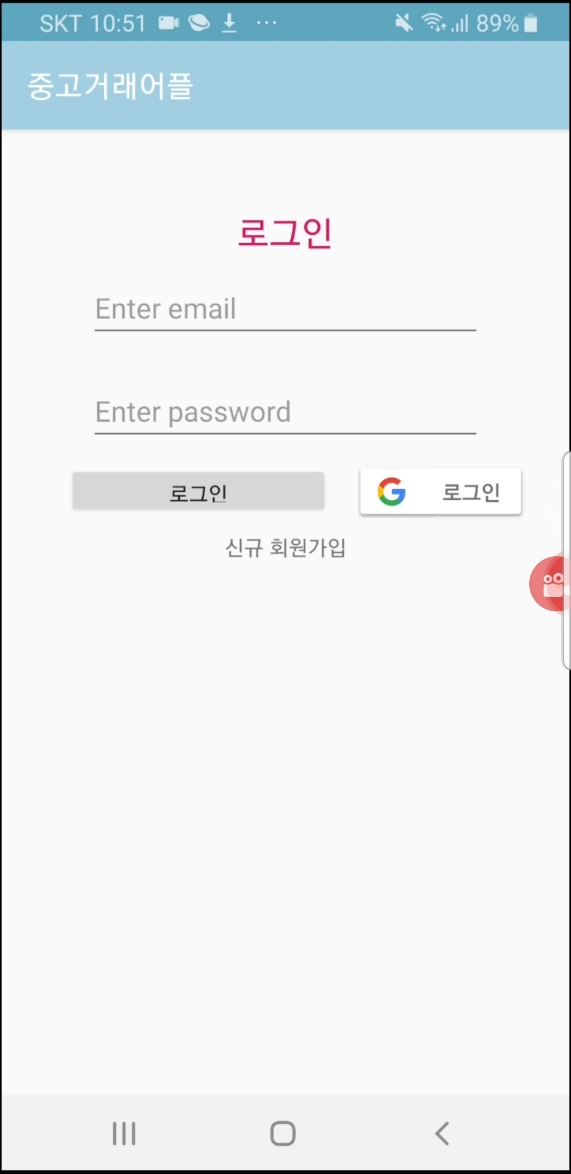 SKT 10:51 ··· 89%
중고거래어플
로그인
Enter email
Enter password
로그인 G 로그인
신규 회원가입